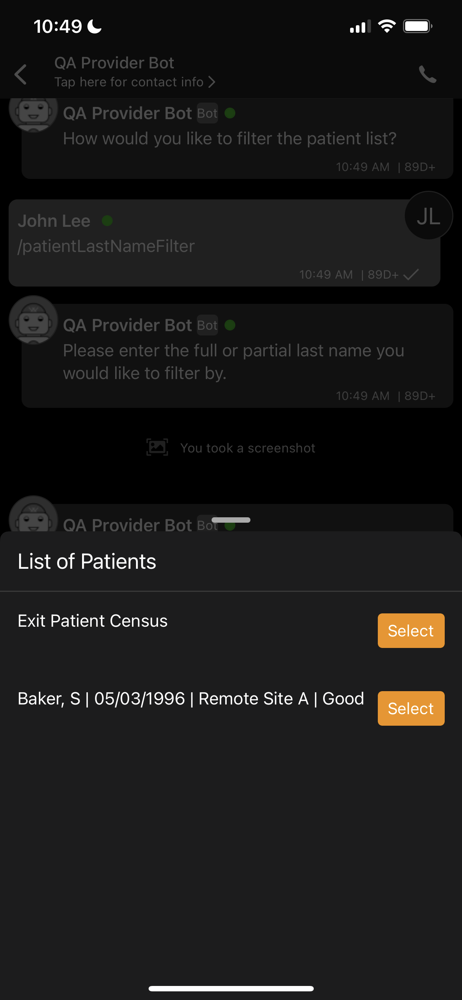 10:49
QA Provider Bot
Tap here for contact info
QA Provider Bot Bot
How would you like to filter the patient list?
10:49 AM | 89D+
John Lee
JL
/patientLastNameFilter
10:49 AM | 89D+
W
QA Provider Bot Bot
Please enter the full or partial last name you
would like to filter by.
10:49 AM | 89D+
You took a screenshot
W
QA Provider Bot Bot
List of Patients
Exit Patient Census
Select
Baker, S | 05/03/1996 | Remote Site A | Good
Select